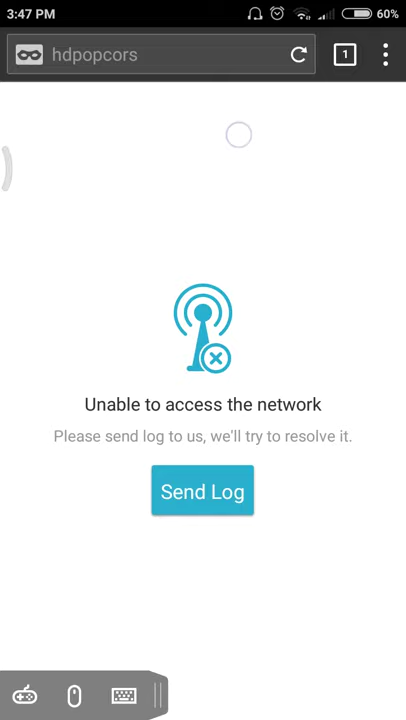 3:47 PM
60%
hdpopcors
1
Unable to access the network
Please send log to us, we'll try to resolve it.
Send Log